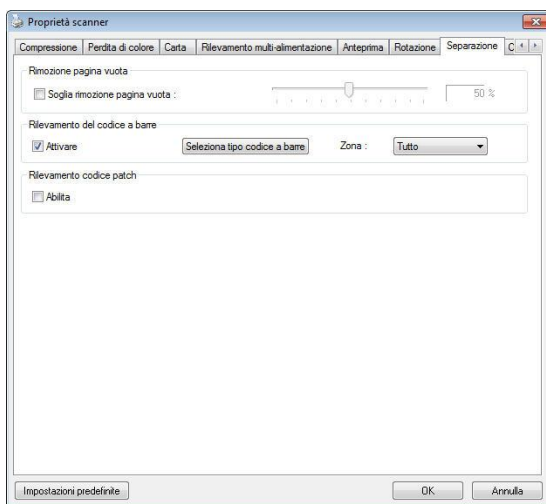 Proprietà scanner
Compressione Perdita di colore Carta Rilevamento multi-alimentazione Anteprima Rotazione Separazione C
Rimozione pagina vuota
Soglia rimozione pagina vuota : 50 %
Rilevamento del codice a barre
Attivare Seleziona tipo codice a barre Zona : Tutto
Rilevamento codice patch
Abilita
Impostazioni predefinite OK Annulla